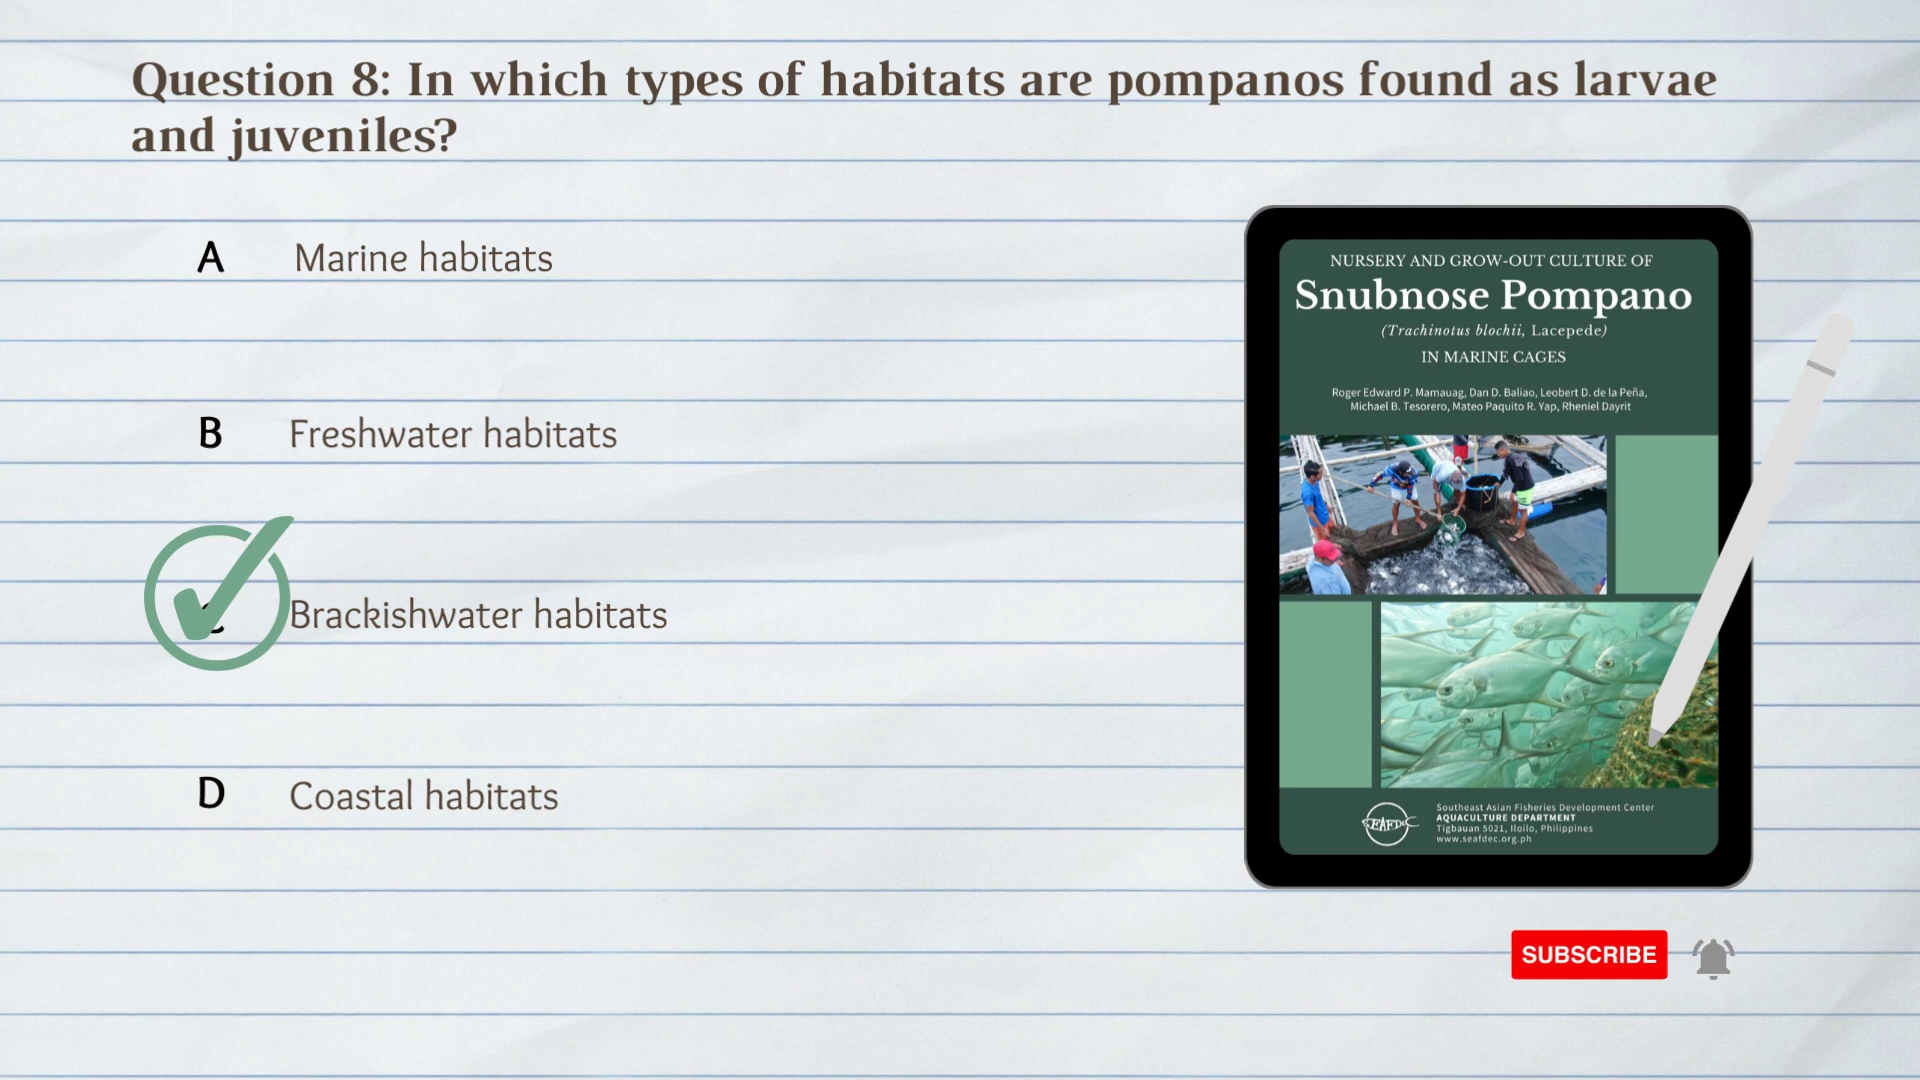 Question 8: In which types of habitats are pompanos found as larvae
and juveniles?
A Marine habitats
B Freshwater habitats
Brackishwater habitats
D Coastal habitats
NURSERY AND GROW-OUT CULTURE OF
Snubnose Pompano
(Trachinotus blochii, Lacepede)
IN MARINE CAGES
Roger Edward P. Mamauag, Dan D. Baliao, Leobert D. de la Peña,
Michael B. Tesorero, Mateo Paquito R. Yap, Rheniel Dayrit
SEAFDEC
Southeast Asian Fisheries Development Center
AQUACULTURE DEPARTMENT
Tigbauan 5021, Iloilo, Philippines
www.seafdec.org.ph
SUBSCRIBE